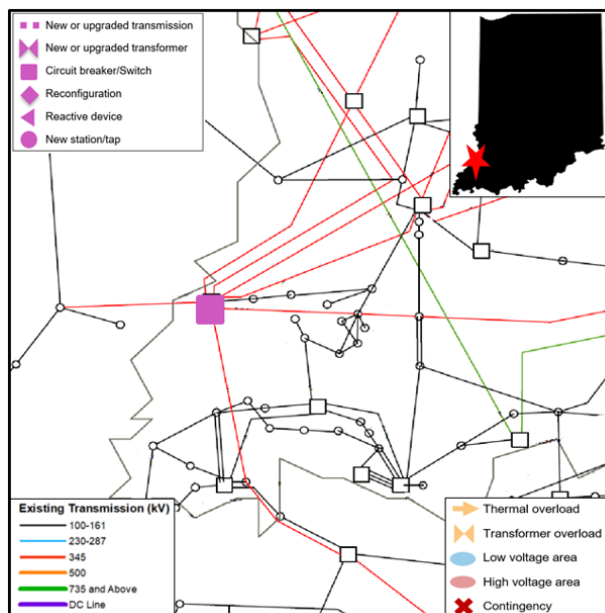 New or upgraded transmission
New or upgraded transformer
Circuit breaker/Switch
Reconfiguration
Reactive device
New station/tap
Existing Transmission (kV)
100-161
230-287
345
500
735 and Above
DC Line
Thermal overload
Transformer overload
Low voltage area
High voltage area
Contingency